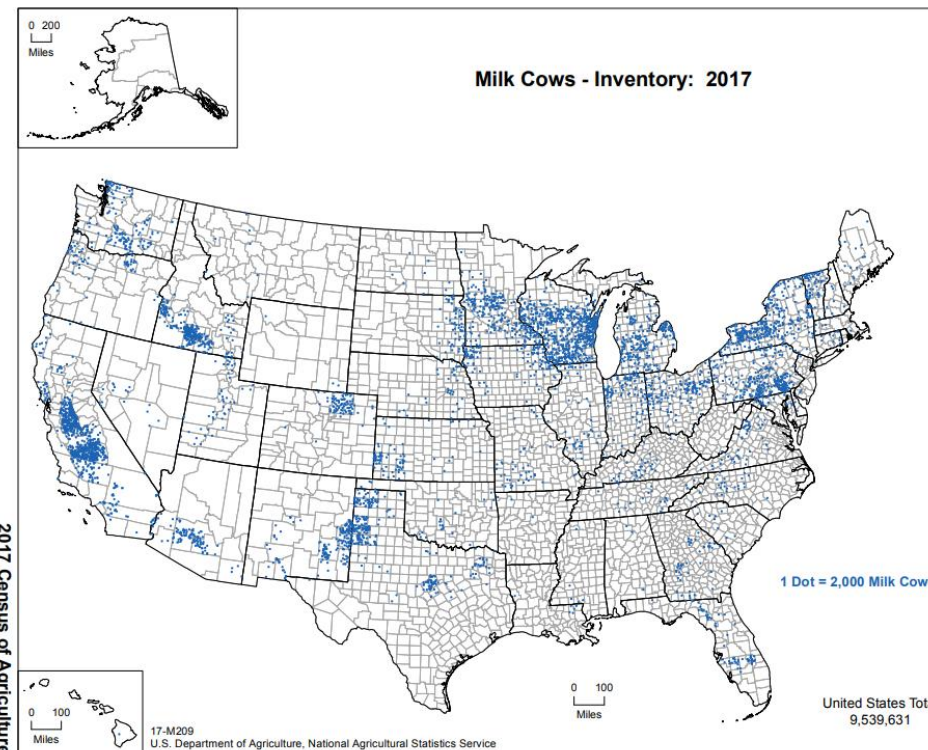 0 200
Miles
Milk Cows - Inventory: 2017
1 Dot = 2,000 Milk Cow
0 100
Miles
United States Tot
9,539,631
0 100
Miles
17-M209
U.S. Department of Agriculture, National Agricultural Statistics Service
2017 Census of Agriculture